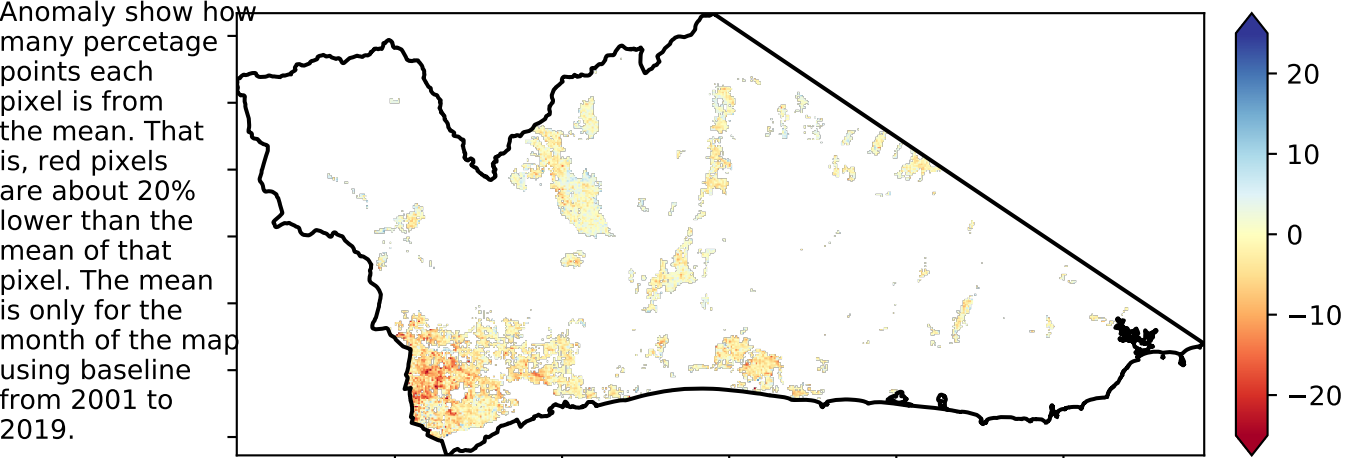 Anomaly show how
many percetage
points each
pixel is from
the mean. That
is, red pixels
are about 20%
lower than the
mean of that
pixel. The mean
is only for the
month of the map
using baseline
from 2001 to
2019.
20
10
0
−10
−20